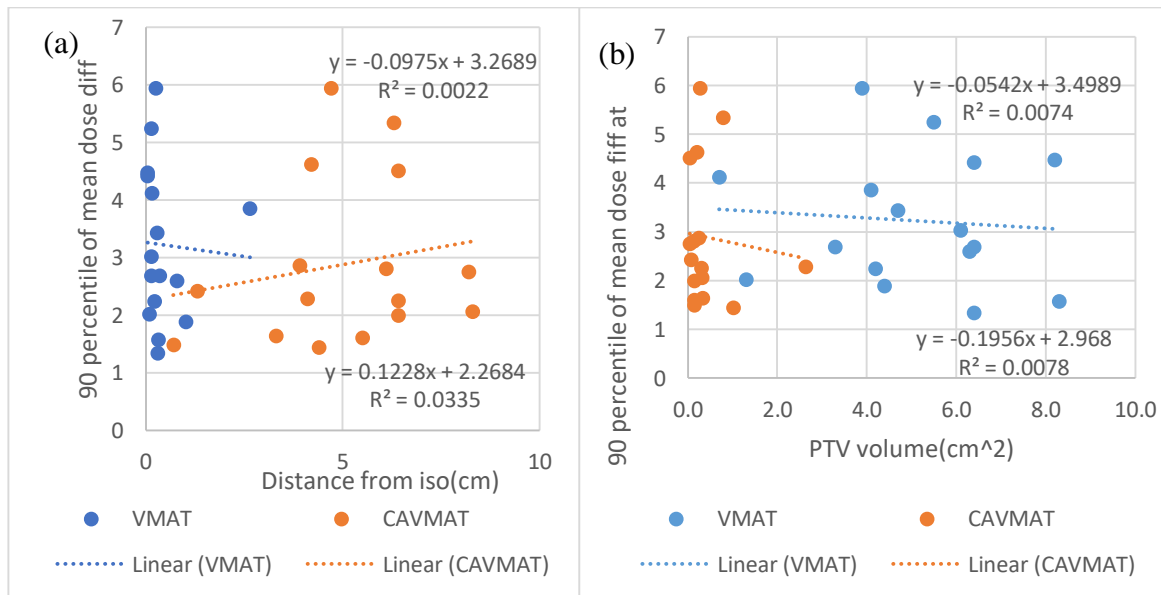 (a)
90 percentile of mean dose diff
7
6
5
4
3
2
1
0
y = -0.0975x + 3.2689
R² = 0.0022
y = 0.1228x + 2.2684
R² = 0.0335
0 5 10
Distance from iso(cm)
VMAT CAVMAT
Linear (VMAT) Linear (CAVMAT)
(b)
90 percentile of mean dose fiff at
7
6
5
4
3
2
1
0
y = -0.0542x + 3.4989
R² = 0.0074
y = -0.1956x + 2.968
R² = 0.0078
0.0 2.0 4.0 6.0 8.0 10.0
PTV volume(cm^2)
VMAT CAVMAT
Linear (VMAT) Linear (CAVMAT)